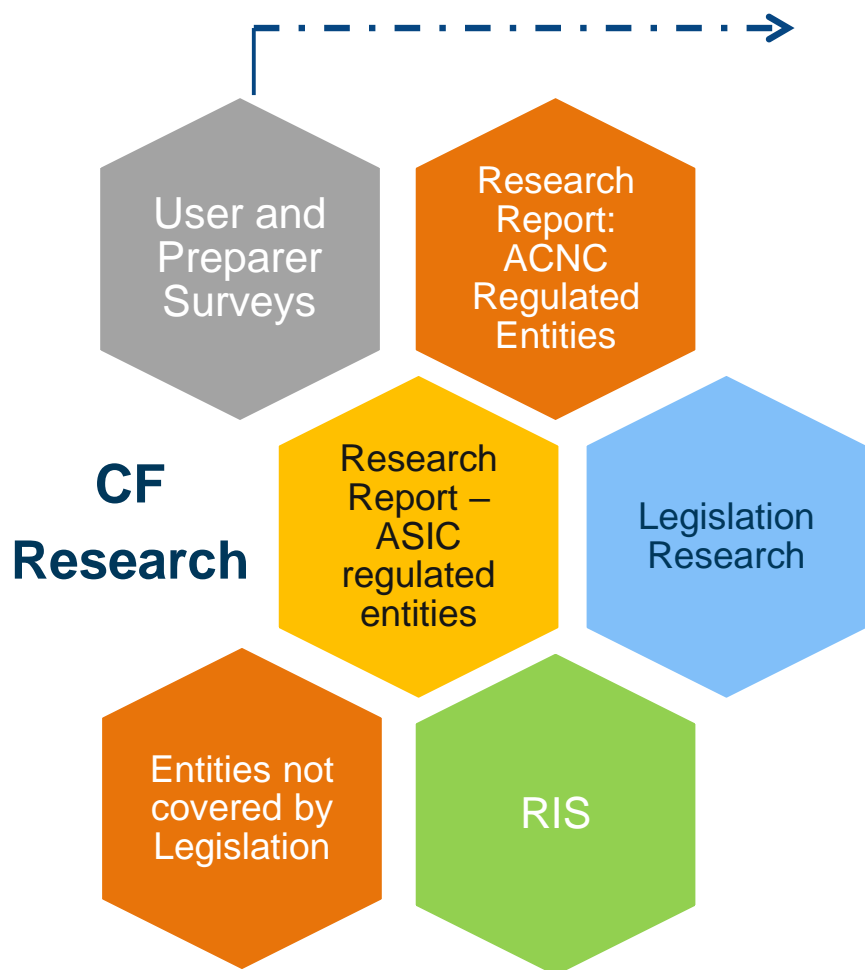 User and
Preparer
Surveys
Research
Report:
ACNC
Regulated
Entities
CF
Research
Research
Report –
ASIC
regulated
entities
Legislation
Research
Entities not
covered by
Legislation
RIS